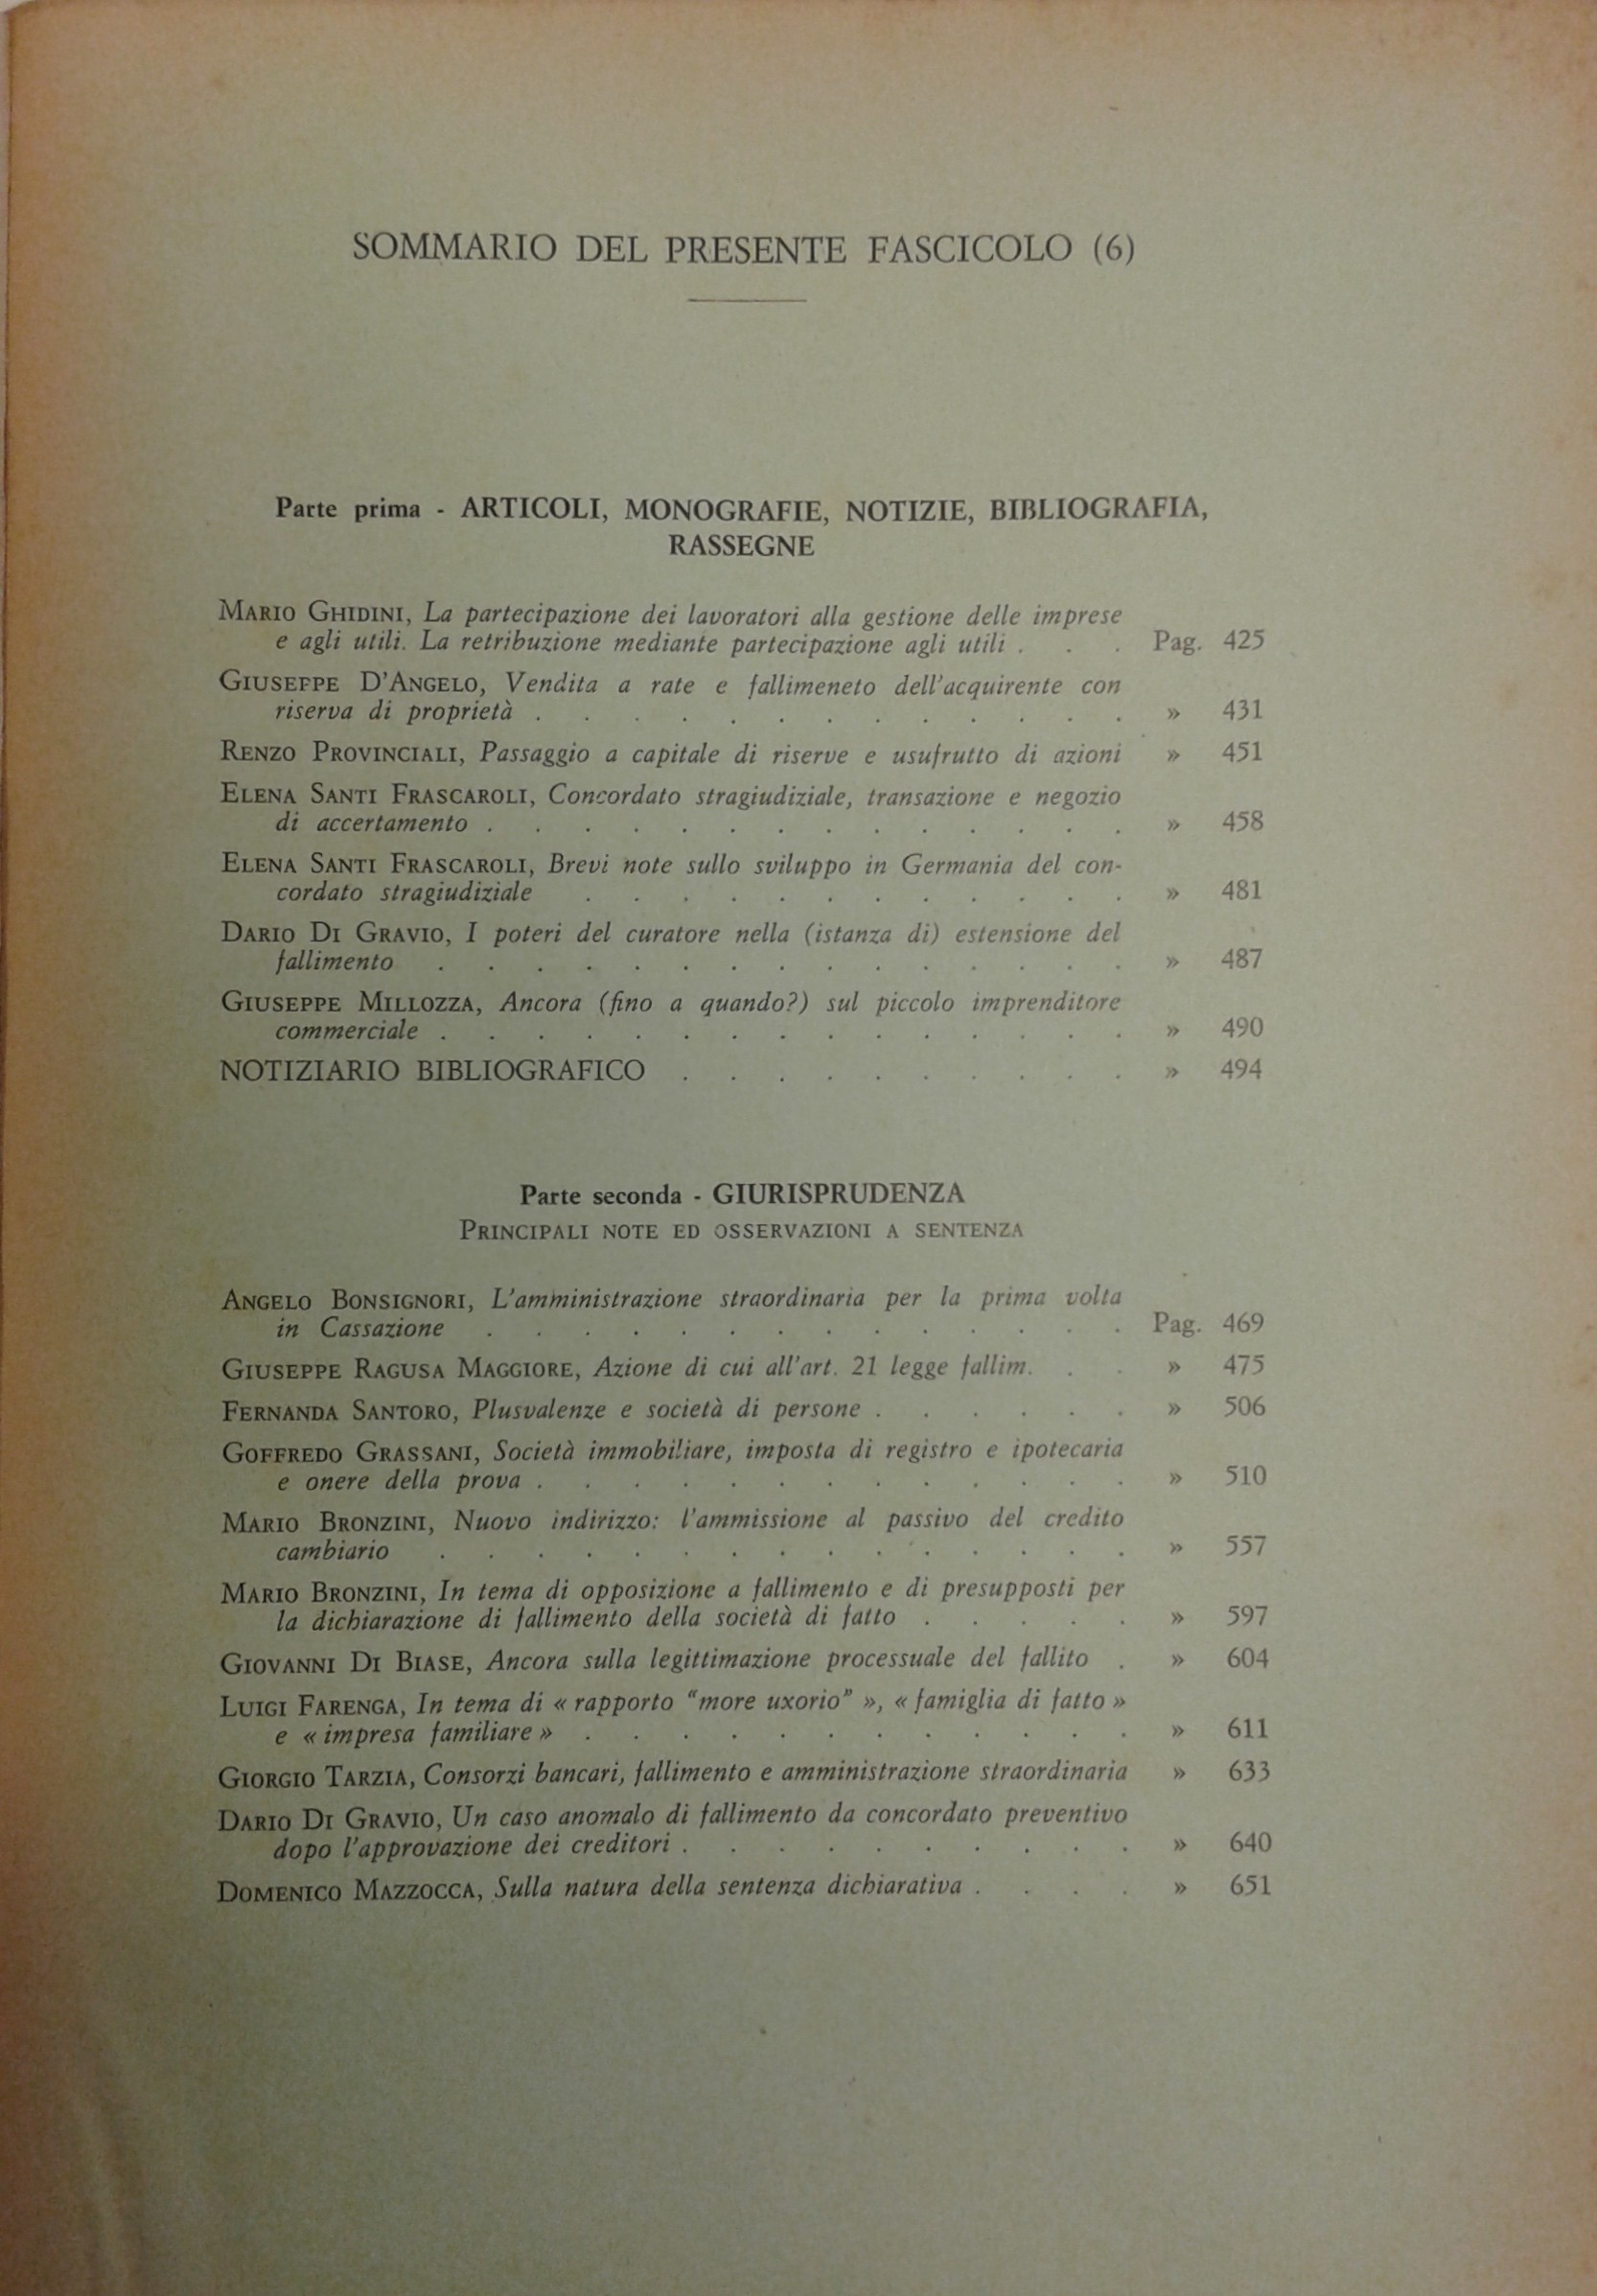 SOMMARIO DEL PRESENTE FASCICOLO (6)
Parte prima - ARTICOLI, MONOGRAFIE, NOTIZIE, BIBLIOGRAFIA,
RASSEGNE
MARIO GHIDINI, La partecipazione dei lavoratori alla gestione delle imprese
e agli utili. La retribuzione mediante partecipazione agli utili . . . Pag. 425
GIUSEPPE D'ANGELO, Vendita a rate e fallimeneto dell'acquirente con
riserva di proprietà . . . . . . . . . . . . . » 431
RENZO PROVINCIALI, Passaggio a capitale di riserve e usufrutto di azioni » 451
ELENA SANTI FRASCAROLI, Concordato stragiudiziale, transazione e negozio
di accertamento . . . . . . . . . . . . . . » 458
ELENA SANTI FRASCAROLI, Brevi note sullo sviluppo in Germania del con-
cordato stragiudiziale . . . . . . . . . . . . » 481
DARIO DI GRAVIO, I poteri del curatore nella (istanza di) estensione del
fallimento . . . . . . . . . . . . . . . » 487
GIUSEPPE MILLOZZA, Ancora (fino a quando?) sul piccolo imprenditore
commerciale . . . . . . . . . . . . . . . » 490
NOTIZIARIO BIBLIOGRAFICO . . . . . . . . . . » 494
Parte seconda - GIURISPRUDENZA
PRINCIPALI NOTE ED OSSERVAZIONI A SENTENZA
ANGELO BONSIGNORI, L'amministrazione straordinaria per la prima volta
in Cassazione . . . . . . . . . . . . . . Pag. 469
GIUSEPPE RAGUSA MAGGIORE, Azione di cui all'art. 21 legge fallim. . . » 475
FERNANDA SANTORO, Plusvalenze e società di persone . . . . . . » 506
GOFFREDO GRASSANI, Società immobiliare, imposta di registro e ipotecaria
e onere della prova . . . . . . . . . . . . . » 510
MARIO BRONZINI, Nuovo indirizzo: l'ammissione al passivo del credito
cambiario . . . . . . . . . . . . . . . » 557
MARIO BRONZINI, In tema di opposizione a fallimento e di presupposti per
la dichiarazione di fallimento della società di fatto . . . . . » 597
GIOVANNI DI BIASE, Ancora sulla legittimazione processuale del fallito . » 604
LUIGI FARENGA, In tema di « rapporto "more uxorio" », « famiglia di fatto »
e « impresa familiare » . . . . . . . . . . . . » 611
GIORGIO TARZIA, Consorzi bancari, fallimento e amministrazione straordinaria » 633
DARIO DI GRAVIO, Un caso anomalo di fallimento da concordato preventivo
dopo l'approvazione dei creditori . . . . . . . . . . » 640
DOMENICO MAZZOCCA, Sulla natura della sentenza dichiarativa . . . . » 651